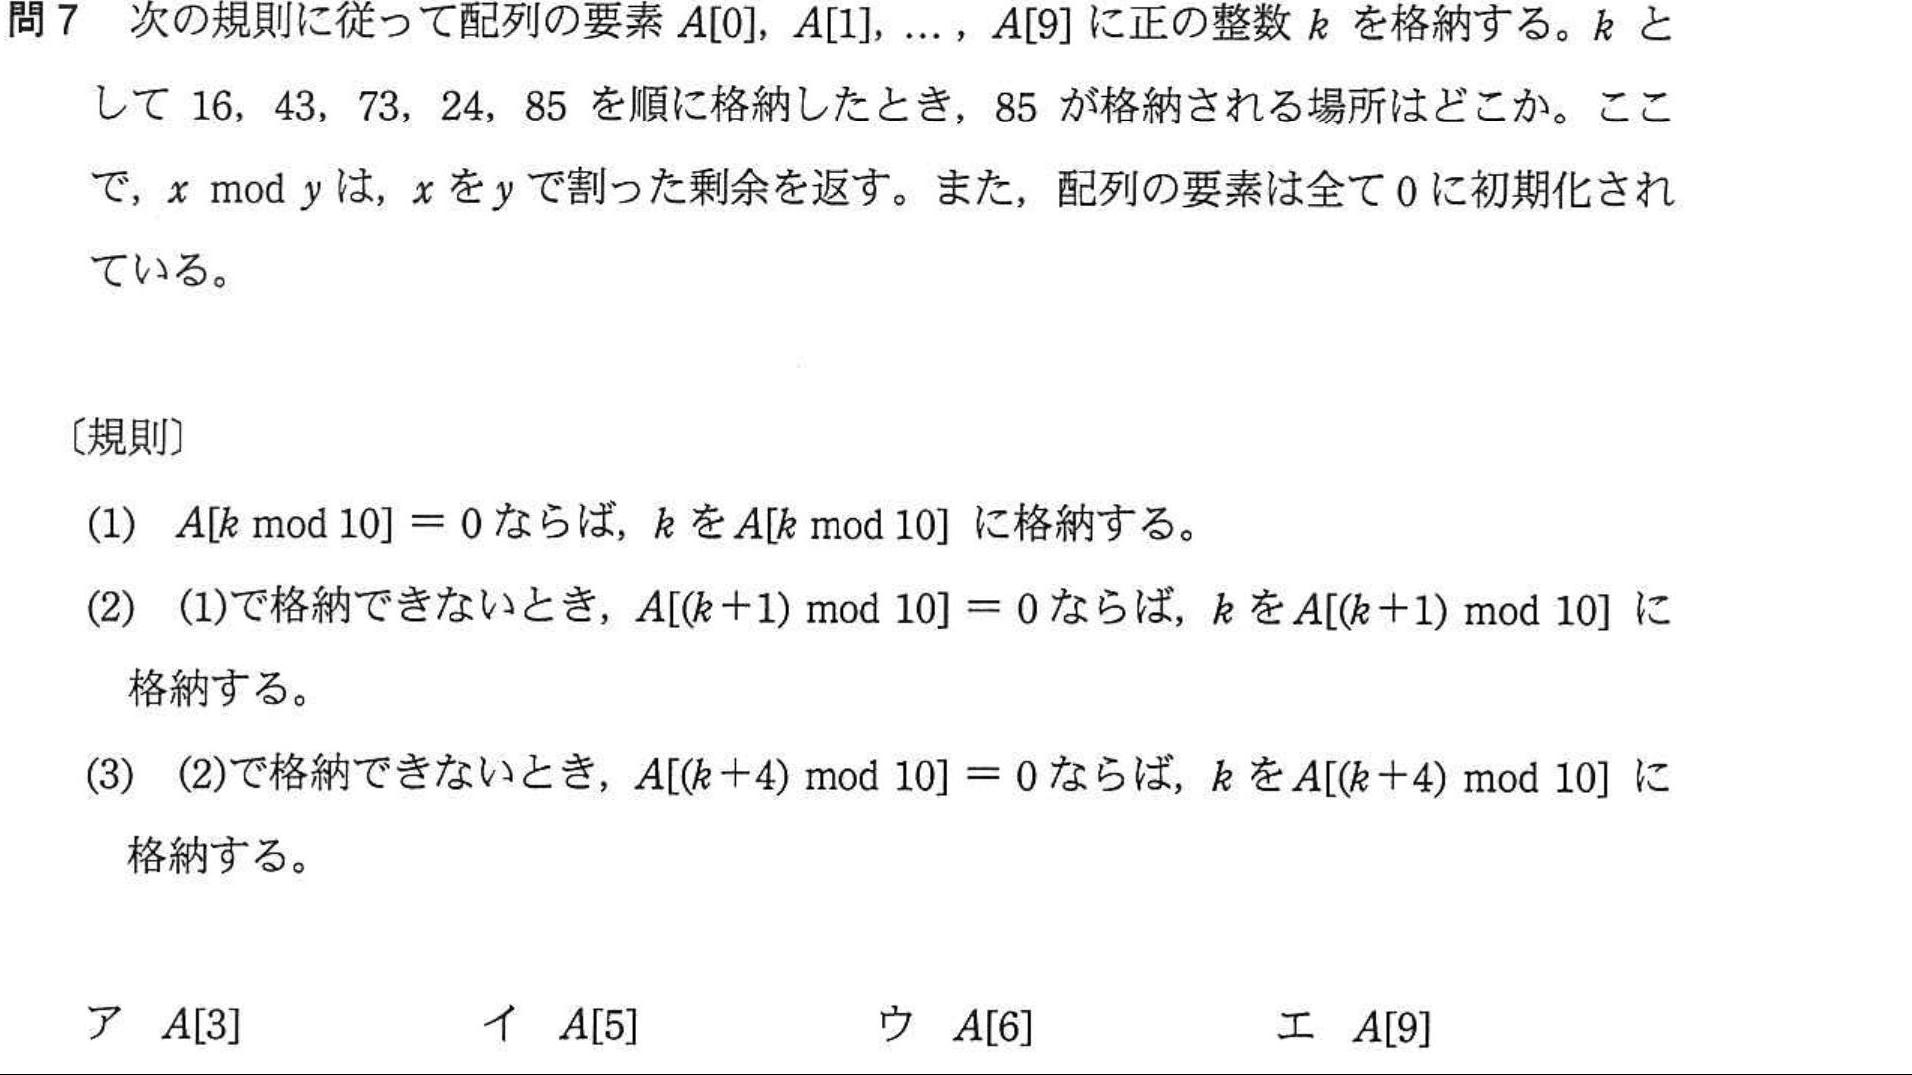 問7 次の規則に従って配列の要素 A[0], A[1], … , A[9] に正の整数 k を格納する。k と
して 16, 43, 73, 24, 85 を順に格納したとき, 85 が格納される場所はどこか。ここ
で, x mod y は, x を y で割った剰余を返す。また, 配列の要素は全て 0 に初期化され
ている。
〔規則〕
(1) A[k mod 10] = 0 ならば, k を A[k mod 10] に格納する。
(2) (1)で格納できないとき, A[(k+1) mod 10] = 0 ならば, k を A[(k+1) mod 10] に
格納する。
(3) (2)で格納できないとき, A[(k+4) mod 10] = 0 ならば, k を A[(k+4) mod 10] に
格納する。
ア A[3] イ A[5] ウ A[6] エ A[9]